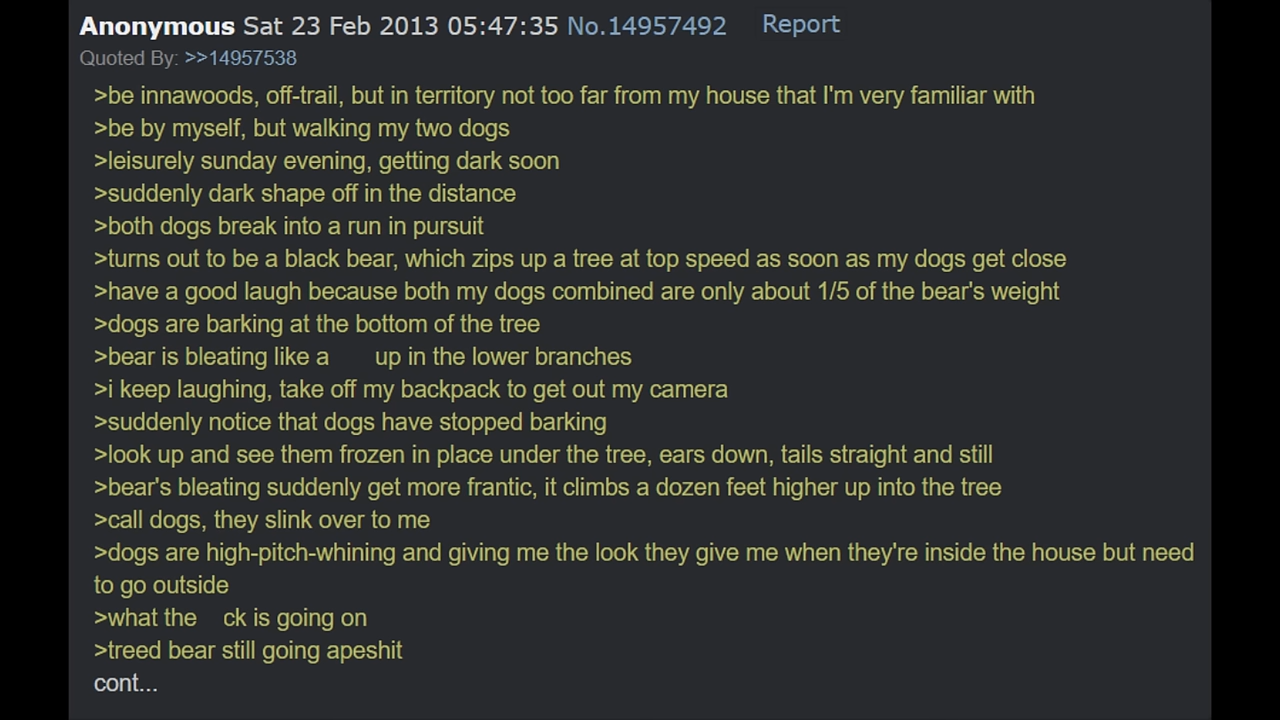 Anonymous Sat 23 Feb 2013 05:47:35 No.14957492 Report
Quoted By: >>14957538
>be innawoods, off-trail, but in territory not too far from my house that I'm very familiar with
>be by myself, but walking my two dogs
>leisurely sunday evening, getting dark soon
>suddenly dark shape off in the distance
>both dogs break into a run in pursuit
>turns out to be a black bear, which zips up a tree at top speed as soon as my dogs get close
>have a good laugh because both my dogs combined are only about 1/5 of the bear's weight
>dogs are barking at the bottom of the tree
>bear is bleating like a up in the lower branches
>i keep laughing, take off my backpack to get out my camera
>suddenly notice that dogs have stopped barking
>look up and see them frozen in place under the tree, ears down, tails straight and still
>bear's bleating suddenly get more frantic, it climbs a dozen feet higher up into the tree
>call dogs, they slink over to me
>dogs are high-pitch-whining and giving me the look they give me when they're inside the house but need
to go outside
>what the ck is going on
>treed bear still going apeshit
cont...